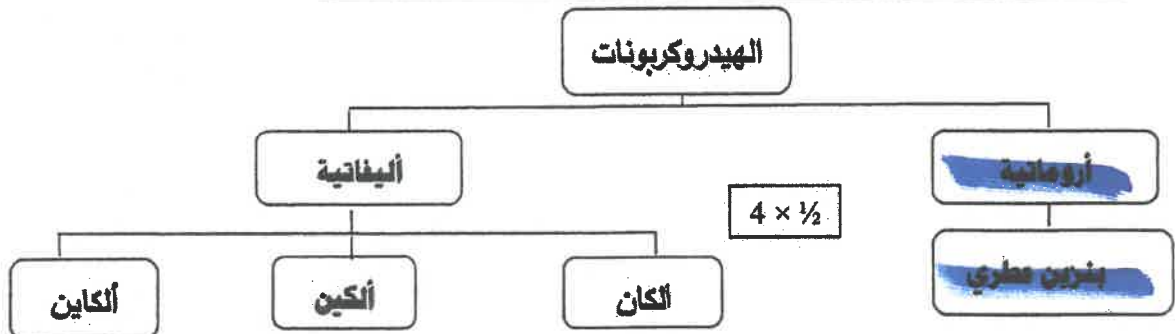 الهيدروكربونات
أروماتية
أليفاتية
4 × ½
بنزين عطري
ألكان
ألكين
ألكاين